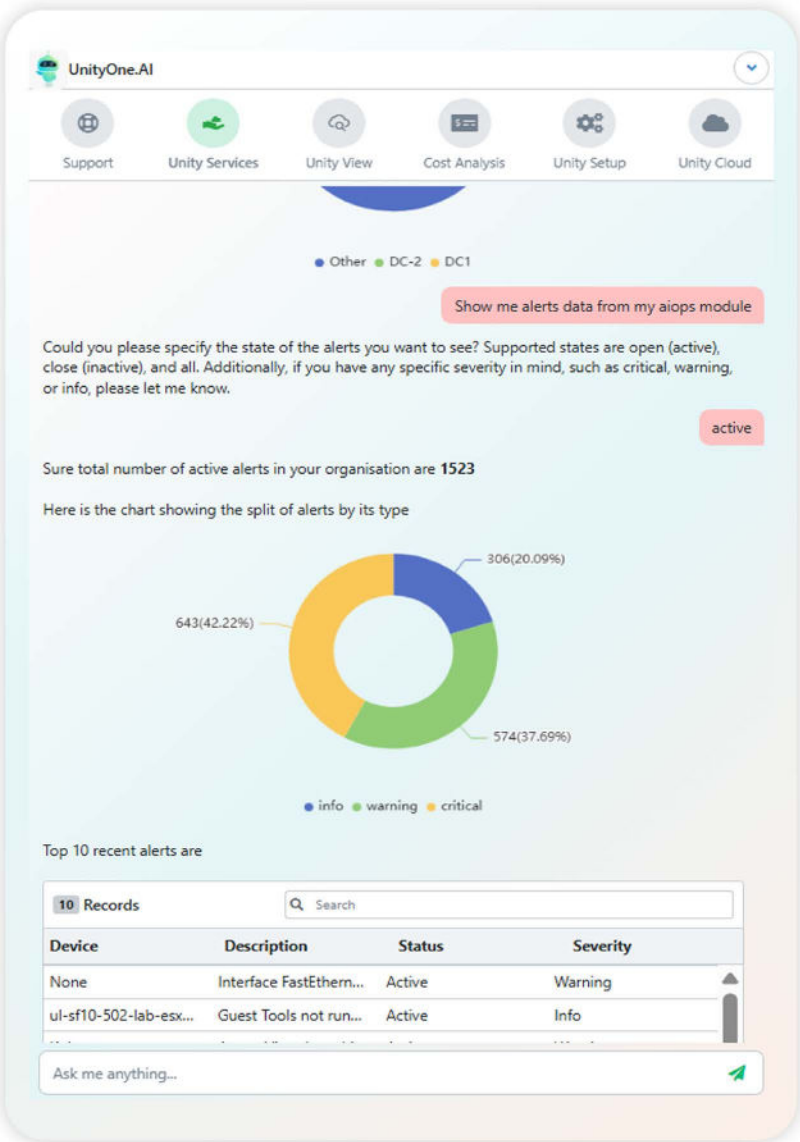 UnityOne.AI
Support
Unity Services
Unity View
Cost Analysis
Unity Setup
Unity Cloud
Other DC-2 DC1
Show me alerts data from my aiops module
Could you please specify the state of the alerts you want to see? Supported states are open (active),
close (inactive), and all. Additionally, if you have any specific severity in mind, such as critical, warning,
or info, please let me know.
active
Sure total number of active alerts in your organisation are 1523
Here is the chart showing the split of alerts by its type
306(20.09%)
643(42.22%)
574(37.69%)
info warning critical
Top 10 recent alerts are
10 Records
Search
Device Description Status Severity
None Interface FastEthern... Active Warning
ul-sf10-502-lab-esx... Guest Tools not run... Active Info
Ask me anything...